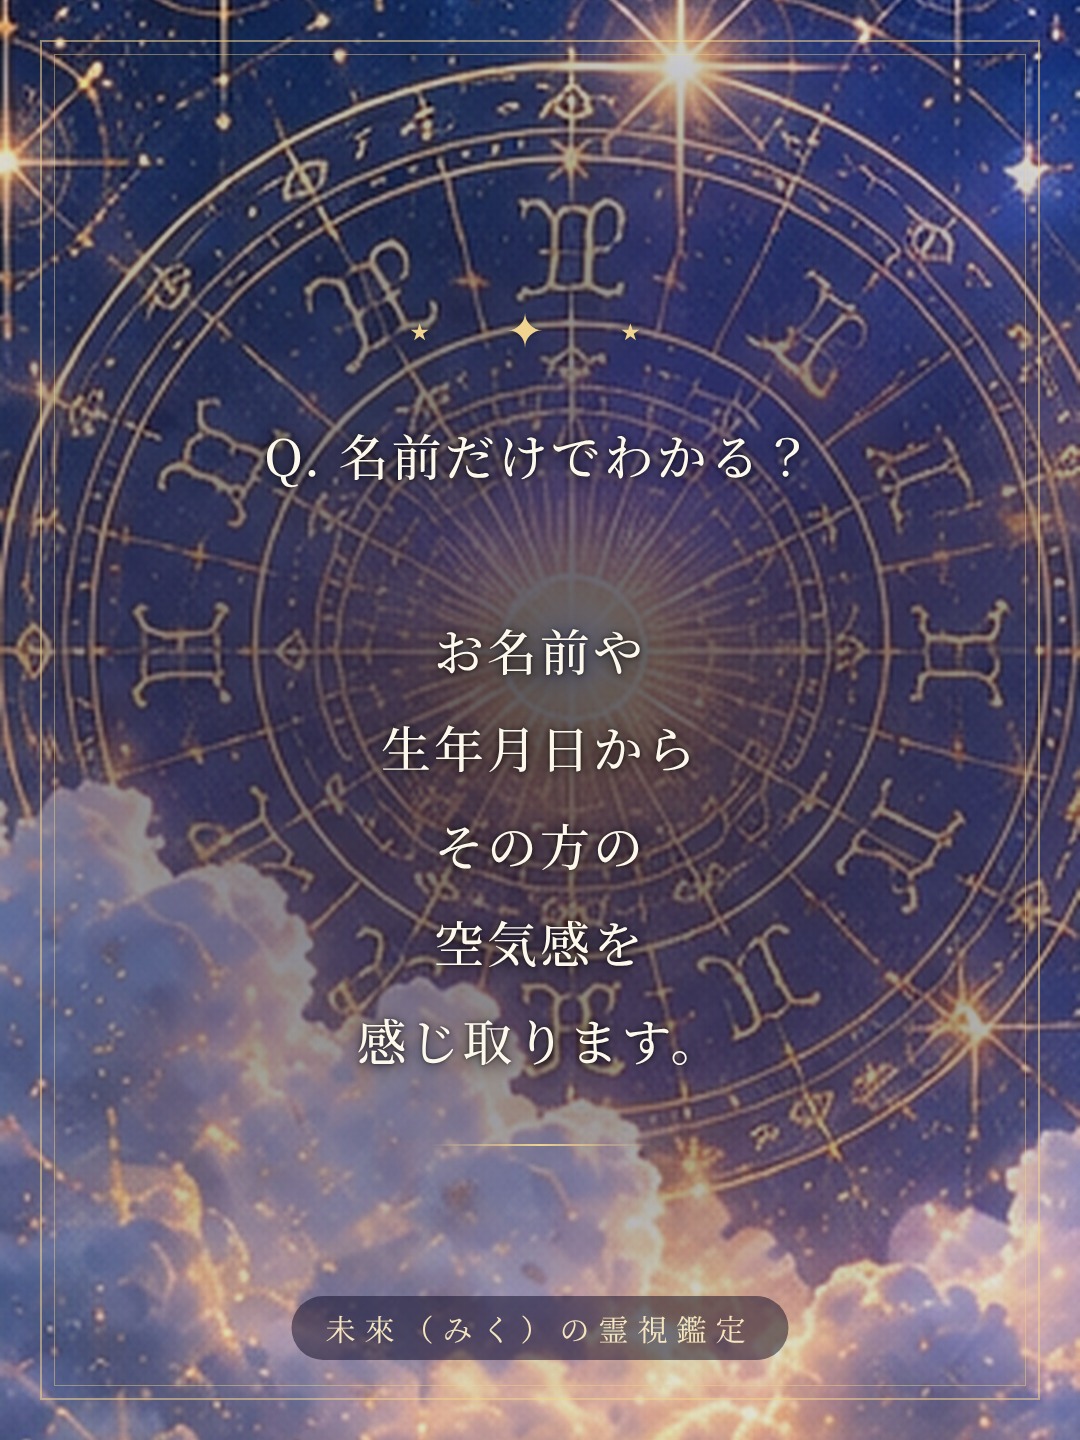 Q. 名前だけでわかる？
お名前や
生年月日から
その方の
空気感を
感じ取ります。
未來（みく）の霊視鑑定